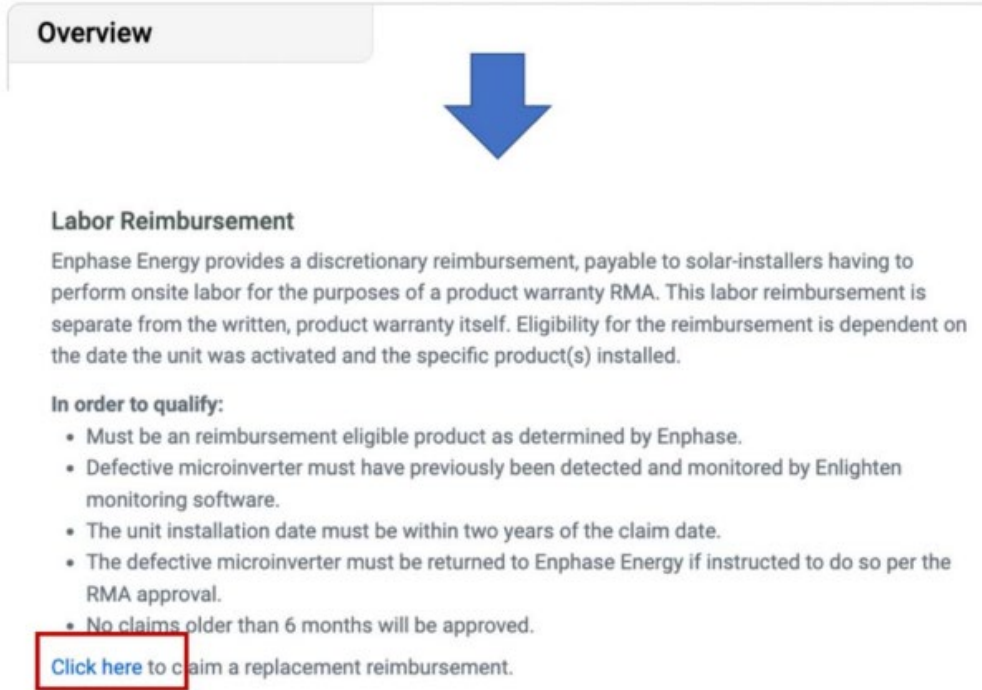 Overview
Labor Reimbursement
Enphase Energy provides a discretionary reimbursement, payable to solar-installers having to
perform onsite labor for the purposes of a product warranty RMA. This labor reimbursement is
separate from the written, product warranty itself. Eligibility for the reimbursement is dependent on
the date the unit was activated and the specific product(s) installed.
In order to qualify:
• Must be an reimbursement eligible product as determined by Enphase.
• Defective microinverter must have previously been detected and monitored by Enlighten
monitoring software.
• The unit installation date must be within two years of the claim date.
• The defective microinverter must be returned to Enphase Energy if instructed to do so per the
RMA approval.
• No claims older than 6 months will be approved.
Click here to claim a replacement reimbursement.